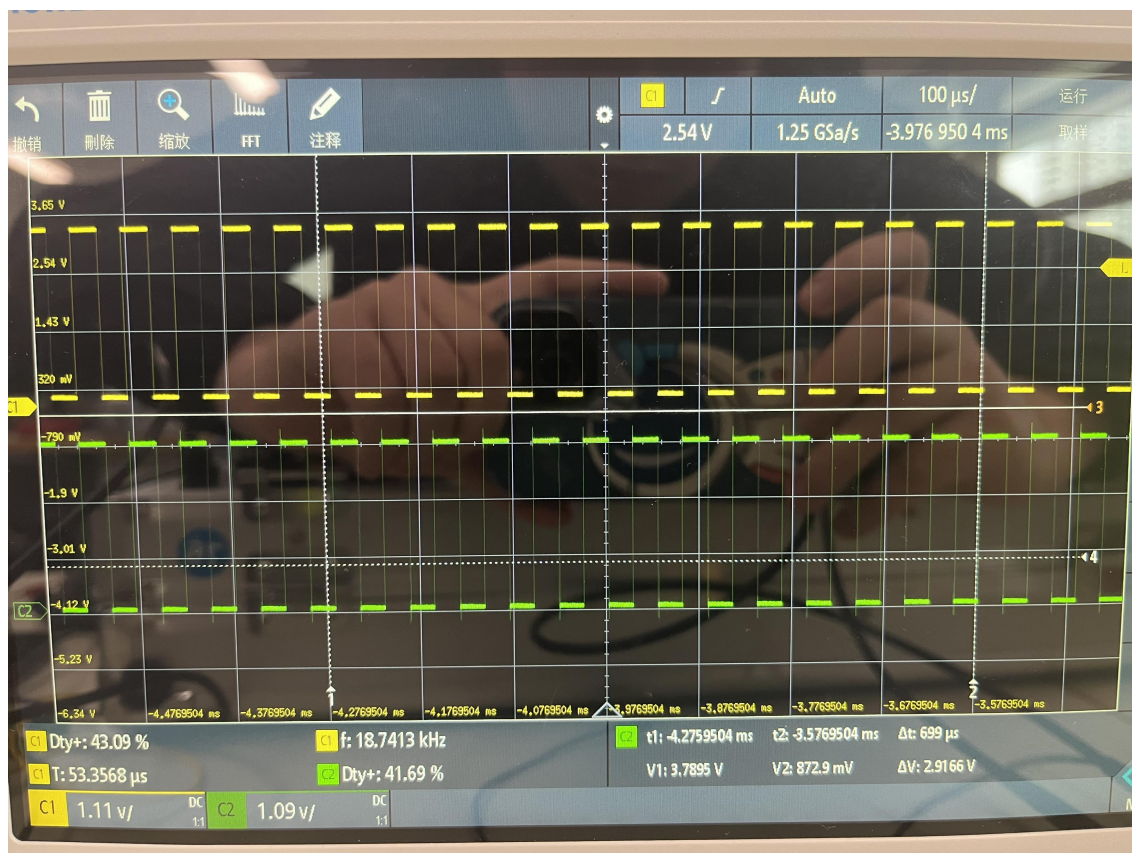 C1 Auto 100 µs/ 运行
撤销 删除 缩放 FFT 注释 2.54 V 1.25 GSa/s -3.976 950 4 ms 取样
3.65 V
2.54 V
1.43 V
320 mV
C1
3
-790 mV
-1.9 V
-3.01 V
4
C2 -4.12 V
-5.23 V
1 2
-6.34 V -4.4769504 ms -4.3769504 ms -4.2769504 ms -4.1769504 ms -4.0769504 ms -3.9769504 ms -3.8769504 ms -3.7769504 ms -3.6769504 ms -3.5769504 ms
C1 Dty+: 43.09 % C1 f: 18.7413 kHz C2 t1: -4.2759504 ms t2: -3.5769504 ms Δt: 699 µs
C1 T: 53.3568 µs C2 Dty+: 41.69 % V1: 3.7895 V V2: 872.9 mV ΔV: 2.9166 V
C1 1.11 v/ DC 1:1 C2 1.09 v/ DC 1:1